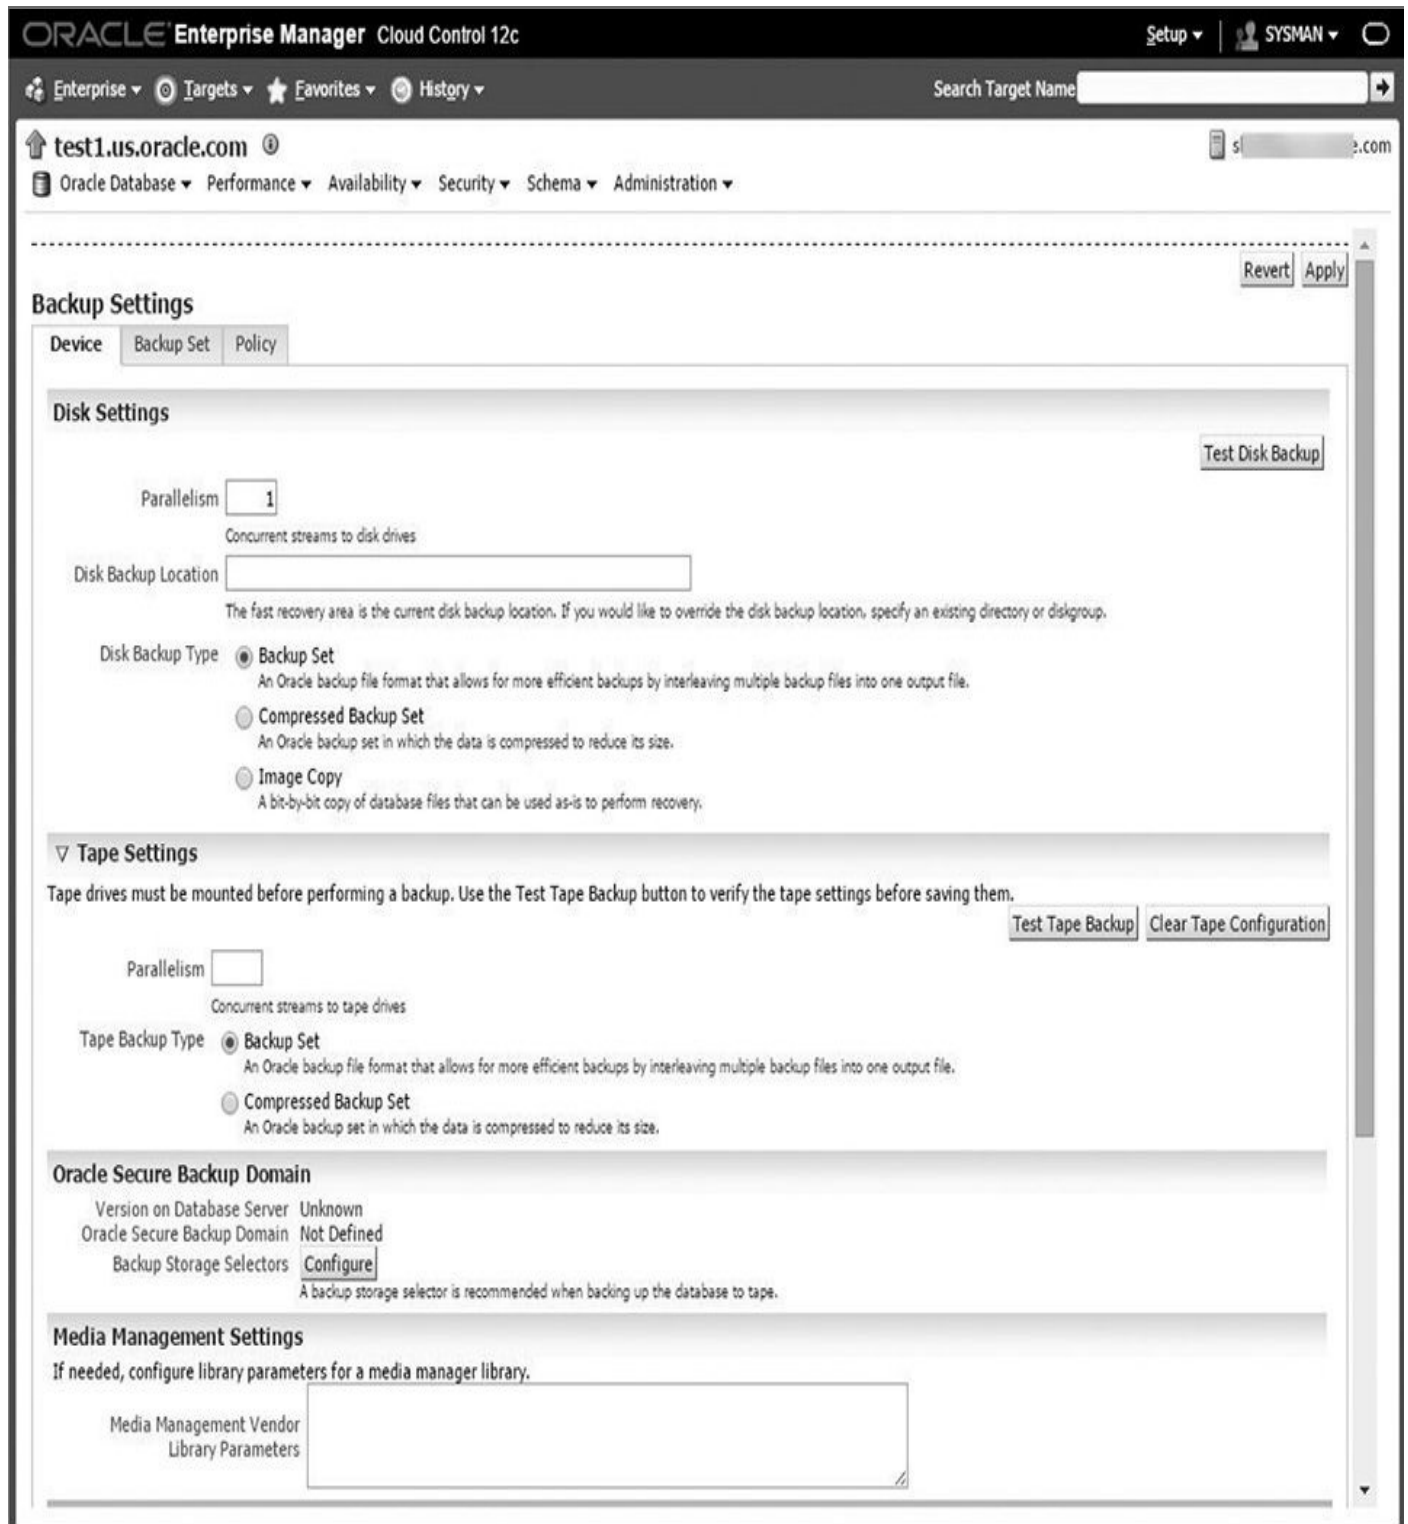 ORACLE Enterprise Manager Cloud Control 12c
Setup
SYSMAN
Enterprise Targets Favorites History
Search Target Name
test1.us.oracle.com
Oracle Database Performance Availability Security Schema Administration
Revert Apply
Backup Settings
Device Backup Set Policy
Disk Settings
Test Disk Backup
Parallelism 1
Concurrent streams to disk drives
Disk Backup Location
The fast recovery area is the current disk backup location. If you would like to override the disk backup location, specify an existing directory or diskgroup.
Disk Backup Type Backup Set
An Oracle backup file format that allows for more efficient backups by interleaving multiple backup files into one output file.
Compressed Backup Set
An Oracle backup set in which the data is compressed to reduce its size.
Image Copy
A bit-by-bit copy of database files that can be used as-is to perform recovery.
Tape Settings
Tape drives must be mounted before performing a backup. Use the Test Tape Backup button to verify the tape settings before saving them.
Test Tape Backup Clear Tape Configuration
Parallelism
Concurrent streams to tape drives
Tape Backup Type Backup Set
An Oracle backup file format that allows for more efficient backups by interleaving multiple backup files into one output file.
Compressed Backup Set
An Oracle backup set in which the data is compressed to reduce its size.
Oracle Secure Backup Domain
Version on Database Server Unknown
Oracle Secure Backup Domain Not Defined
Backup Storage Selectors Configure
A backup storage selector is recommended when backing up the database to tape.
Media Management Settings
If needed, configure library parameters for a media manager library.
Media Management Vendor
Library Parameters